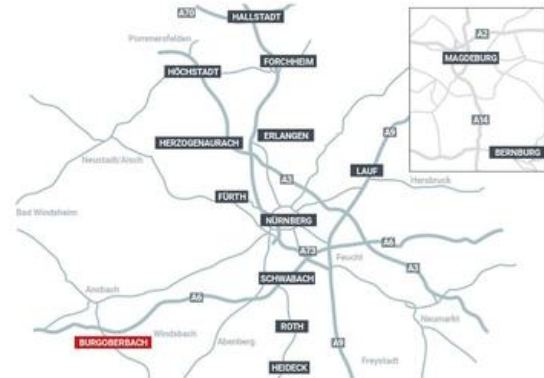 A70
HALLSTADT
Pommersfelden
FORCHHEIM
HÖCHSTADT
A2
MAGDEBURG
A14
BERNBURG
ERLANGEN
A9
HERZOGENAURACH
Neustadt/Aisch
A3
LAUF
Hersbruck
FÜRTH
Bad Windsheim
NÜRNBERG
A6
A73
Feucht
A3
SCHWABACH
Ansbach
A6
Neumarkt
Windsbach
ROTH
BURGOBERBACH
Abenberg
A9
Freystadt
HEIDECK